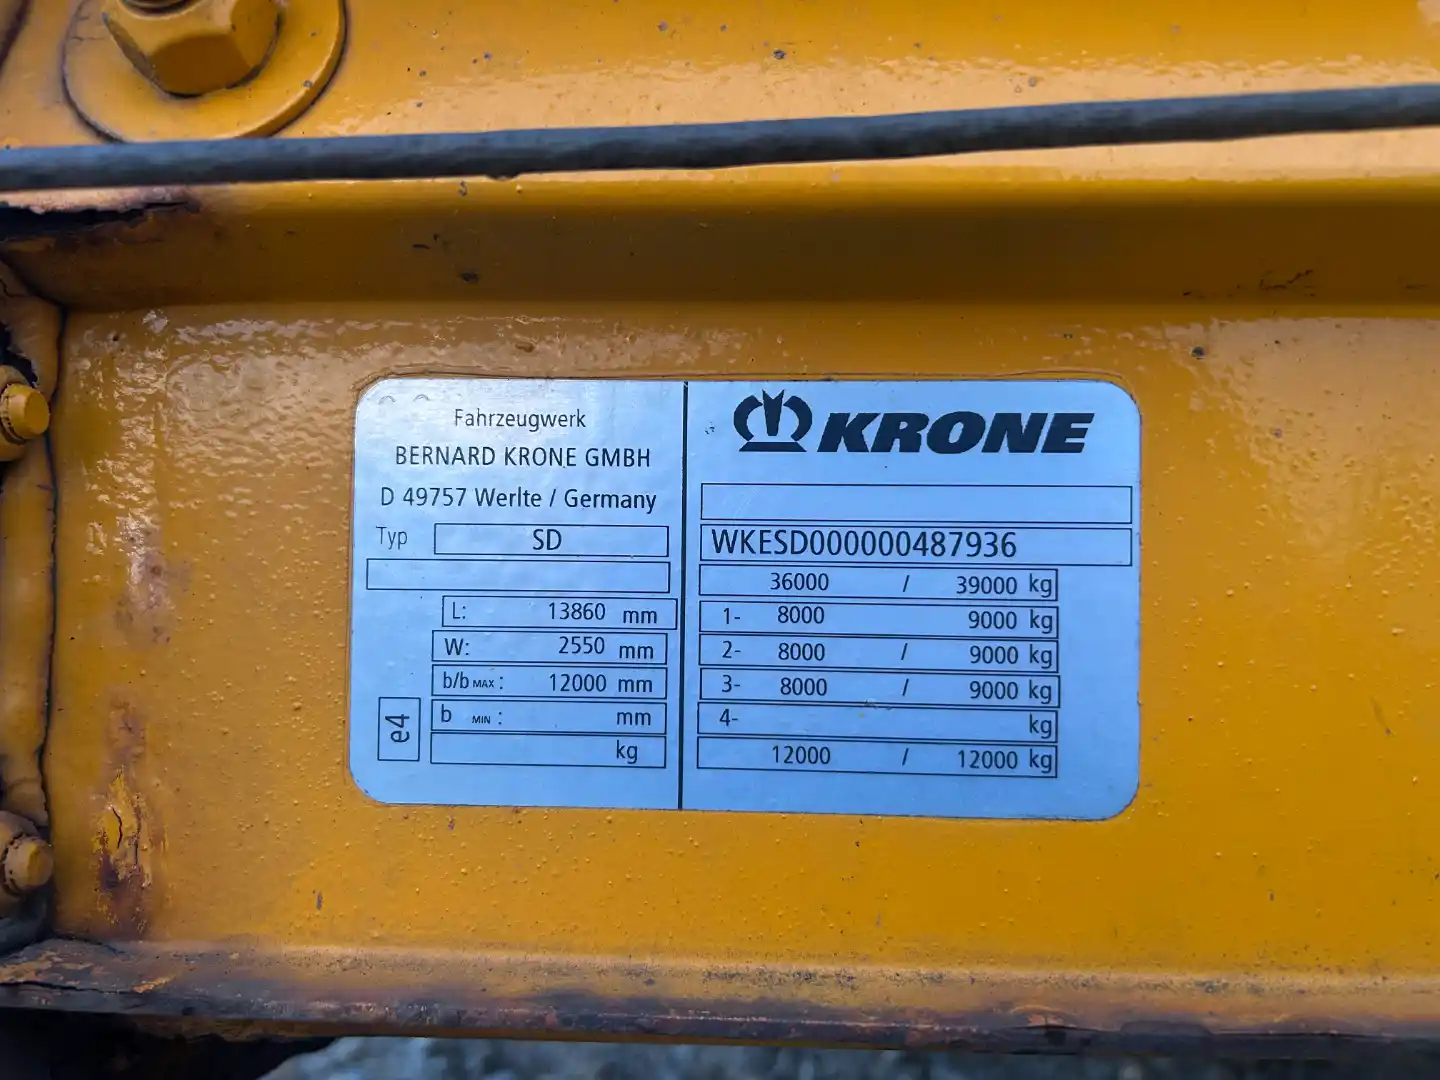 Fahrzeugwerk
BERNARD KRONE GMBH
D 49757 Werlte / Germany
Typ SD
L: 13860 mm
W: 2550 mm
b/b MAX : 12000 mm
b MIN : mm
kg
e4
KRONE
WKESD000000487936
36000 / 39000 kg
1- 8000 9000 kg
2- 8000 / 9000 kg
3- 8000 / 9000 kg
4- kg
12000 / 12000 kg